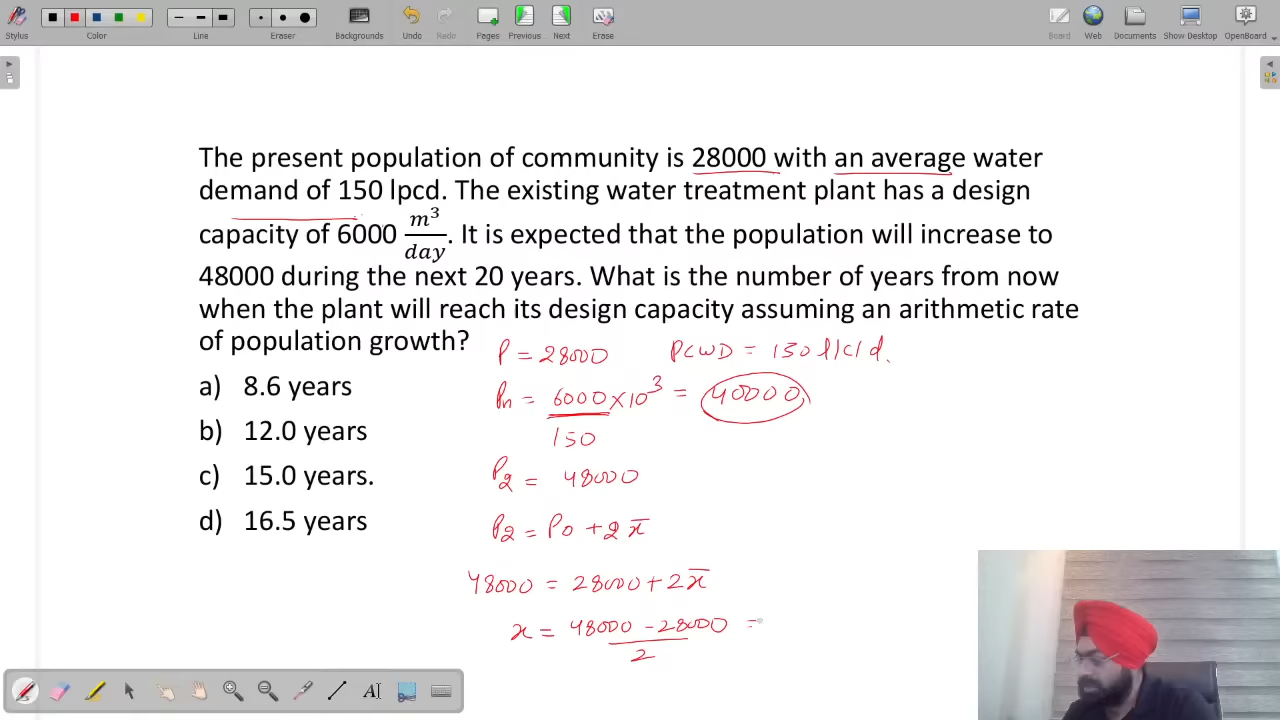 Stylus
Color
Line
Eraser
Backgrounds
Undo
Redo
Pages
Previous
Next
Erase
Board
Web
Documents
Show Desktop
OpenBoard
The present population of community is 28000 with an average water
demand of 150 lpcd. The existing water treatment plant has a design
capacity of 6000 m³/day. It is expected that the population will increase to
48000 during the next 20 years. What is the number of years from now
when the plant will reach its design capacity assuming an arithmetic rate
of population growth?
P = 28000
PCWD = 150 l/c/d.
a) 8.6 years
Pn = 6000 × 10³ / 150 = 40000
b) 12.0 years
c) 15.0 years.
P₂ = 48000
d) 16.5 years
P₂ = P0 + 2x̄
48000 = 28000 + 2x̄
x = 48000 - 28000 / 2 =